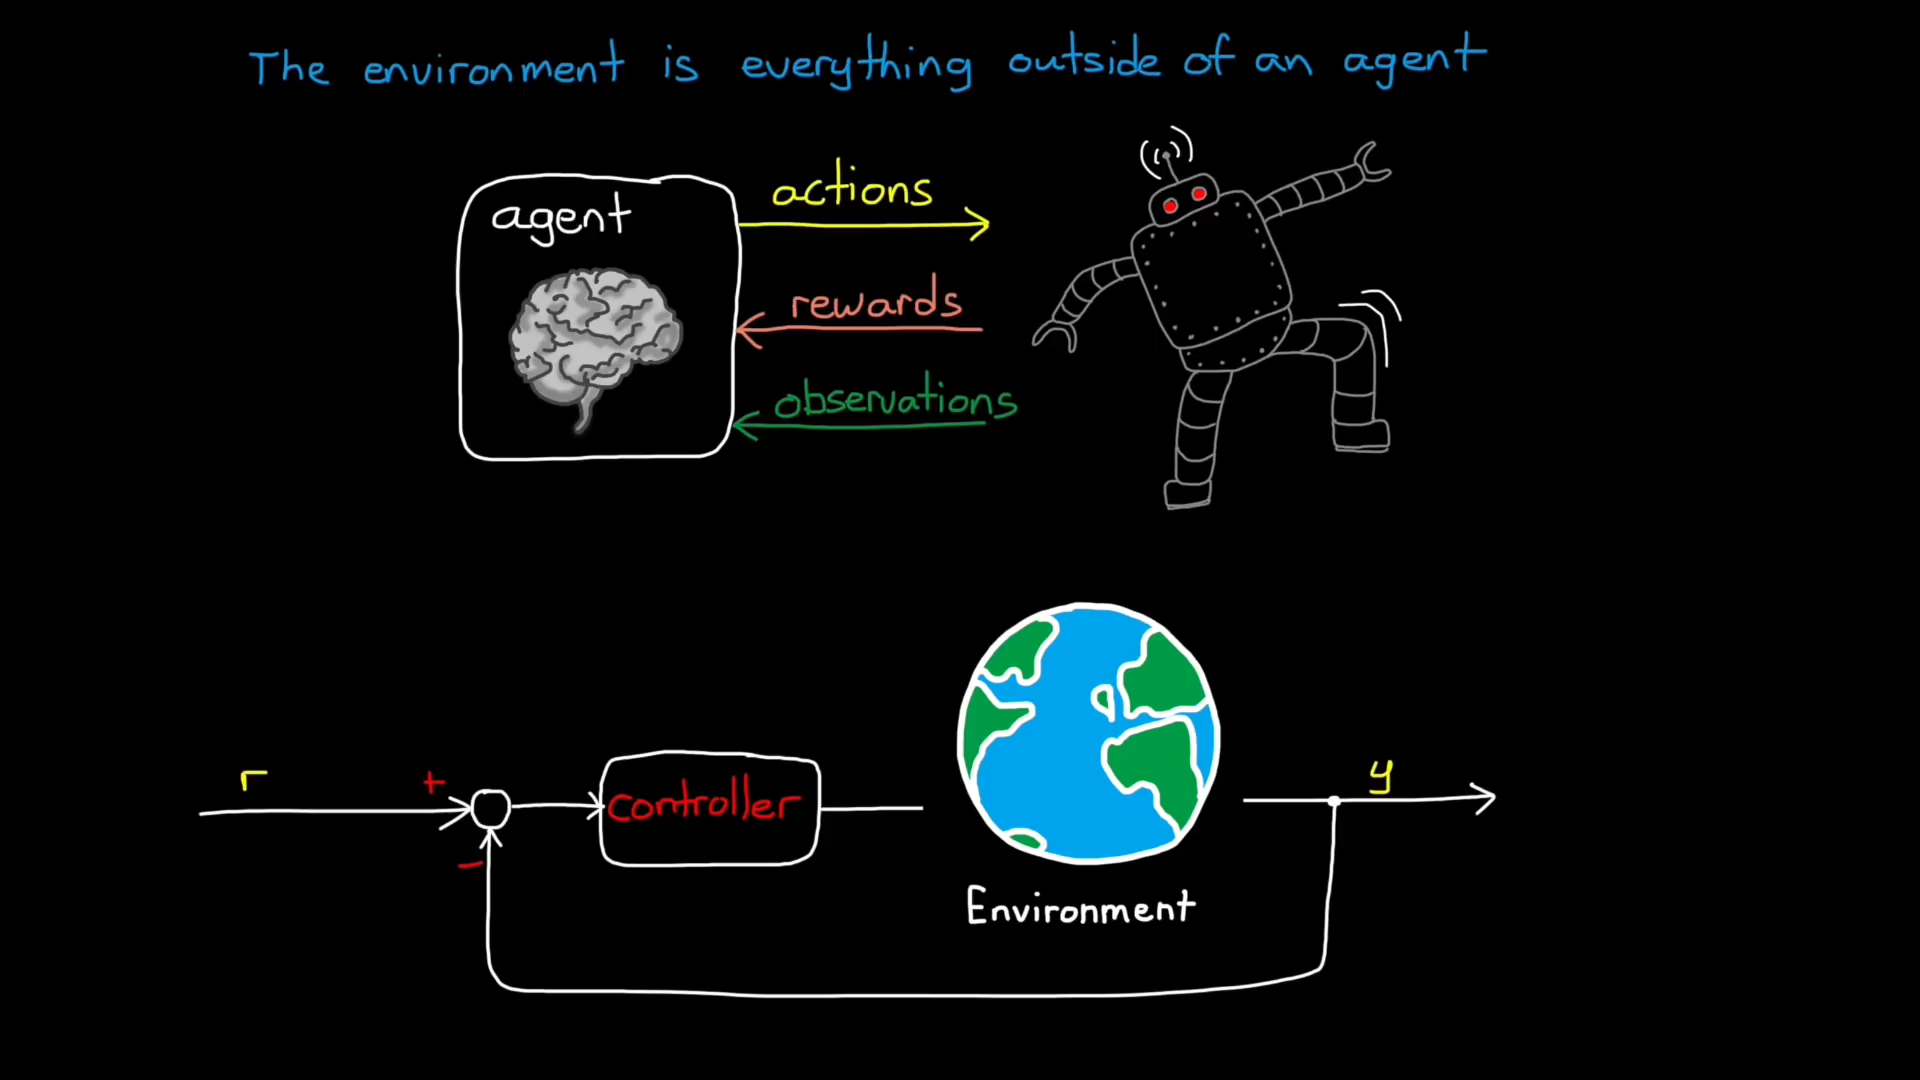 The environment is everything outside of an agent
agent
actions
rewards
observations
r
+
-
controller
Environment
y